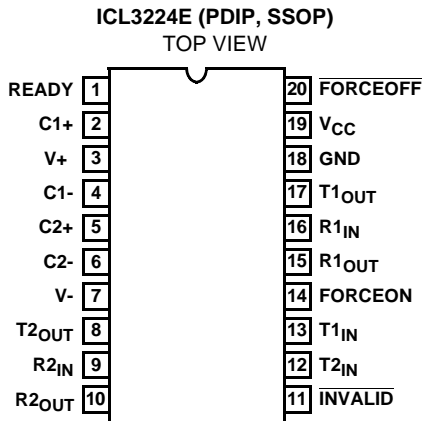 ICL3224E (PDIP, SSOP)
TOP VIEW
READY 1 20 FORCEOFF
C1+ 2 19 VCC
V+ 3 18 GND
C1- 4 17 T1OUT
C2+ 5 16 R1IN
C2- 6 15 R1OUT
V- 7 14 FORCEON
T2OUT 8 13 T1IN
R2IN 9 12 T2IN
R2OUT 10 11 INVALID